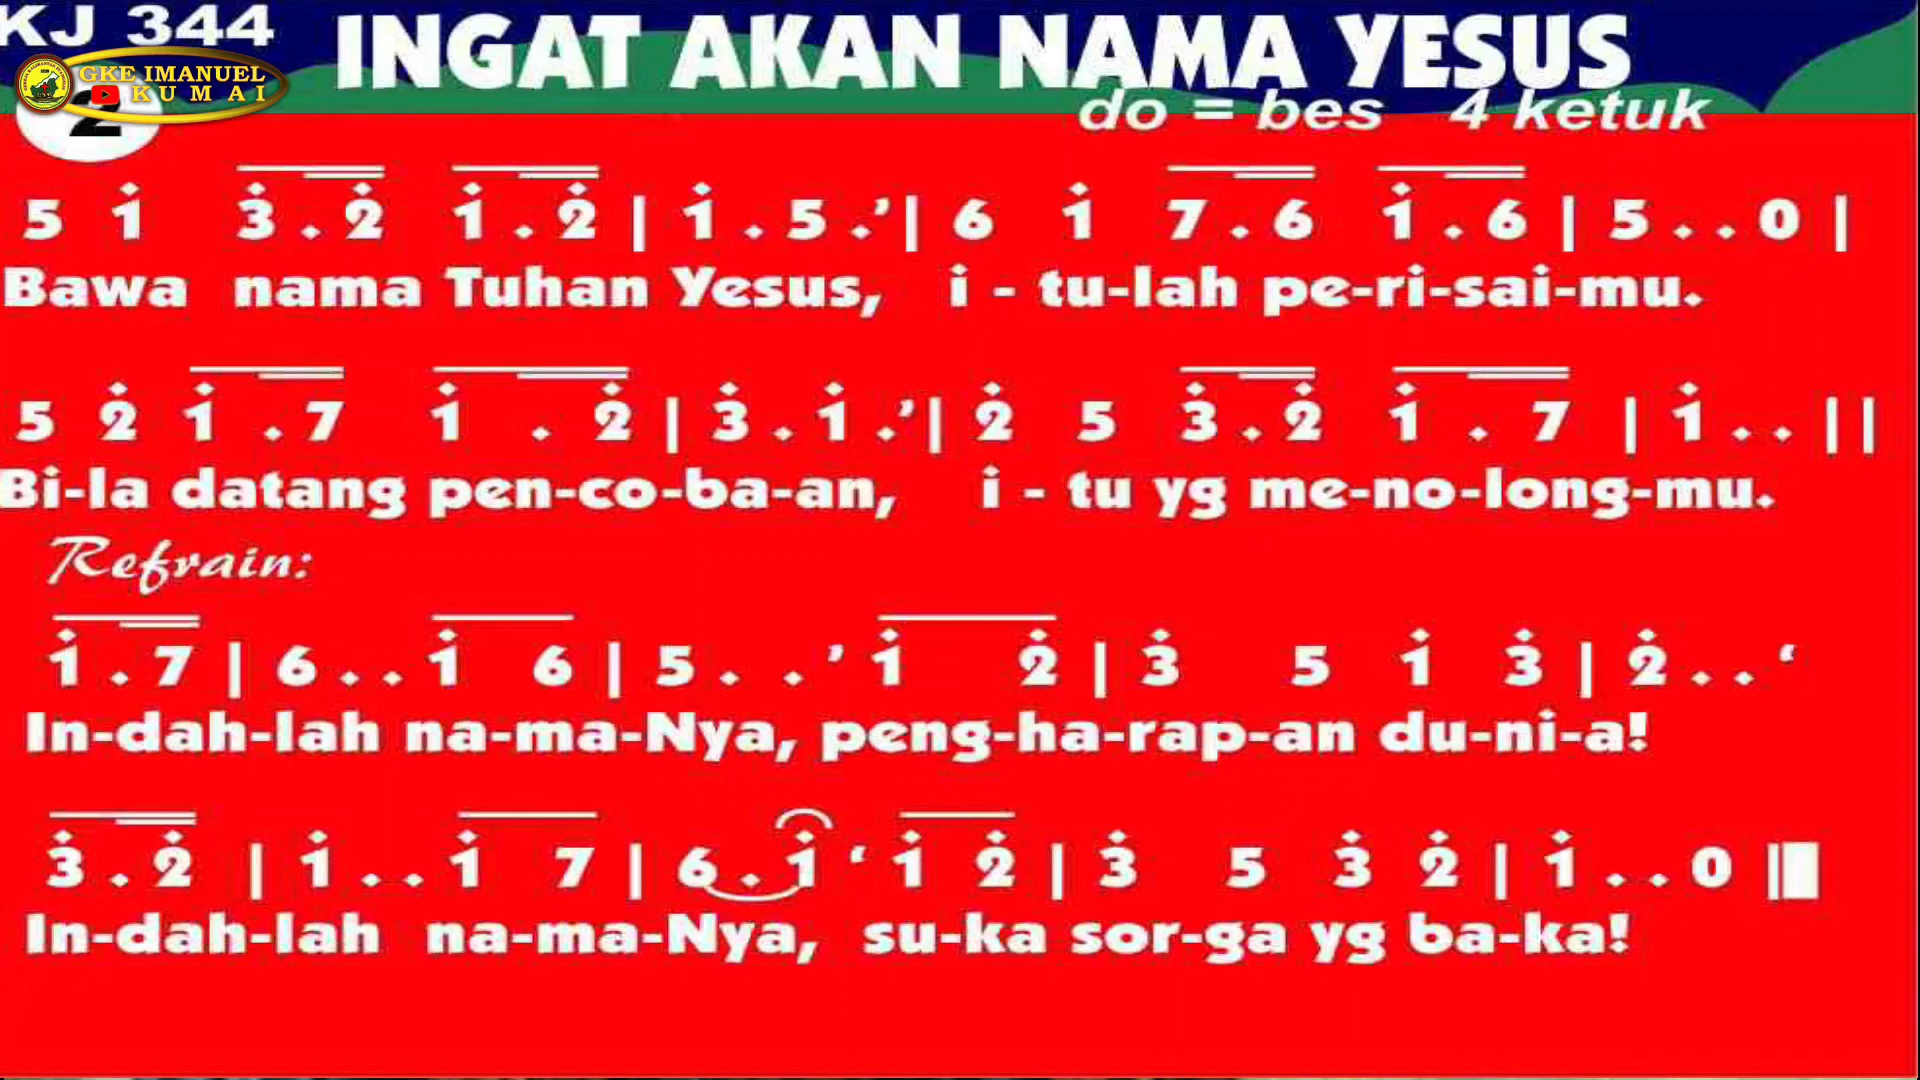 KJ 344
INGAT AKAN NAMA YESUS
GKE IMANUEL
KUMAI
2
do = bes 4 ketuk
5 1̇ 3̇ . 2̇ 1̇ . 2̇ | 1̇ . 5 .’| 6 1̇ 7 . 6 1̇ . 6 | 5 . . 0 |
Bawa nama Tuhan Yesus, i - tu-lah pe-ri-sai-mu.
5 2̇ 1̇ . 7 1̇ . 2̇ | 3̇ . 1̇ .’| 2̇ 5 3̇ . 2̇ 1̇ . 7 | 1̇ . . ||
Bi-la datang pen-co-ba-an, i - tu yg me-no-long-mu.
Refrain:
1̇ . 7 | 6 . . 1̇ 6 | 5 . . ’ 1̇ 2̇ | 3̇ 5 1̇ 3̇ | 2̇ . . ‘
In-dah-lah na-ma-Nya, peng-ha-rap-an du-ni-a!
3̇ . 2̇ | 1̇ . . 1̇ 7 | 6 . 1̇ ‘ 1̇ 2̇ | 3̇ 5 3̇ 2̇ | 1̇ . . 0 ||
In-dah-lah na-ma-Nya, su-ka sor-ga yg ba-ka!